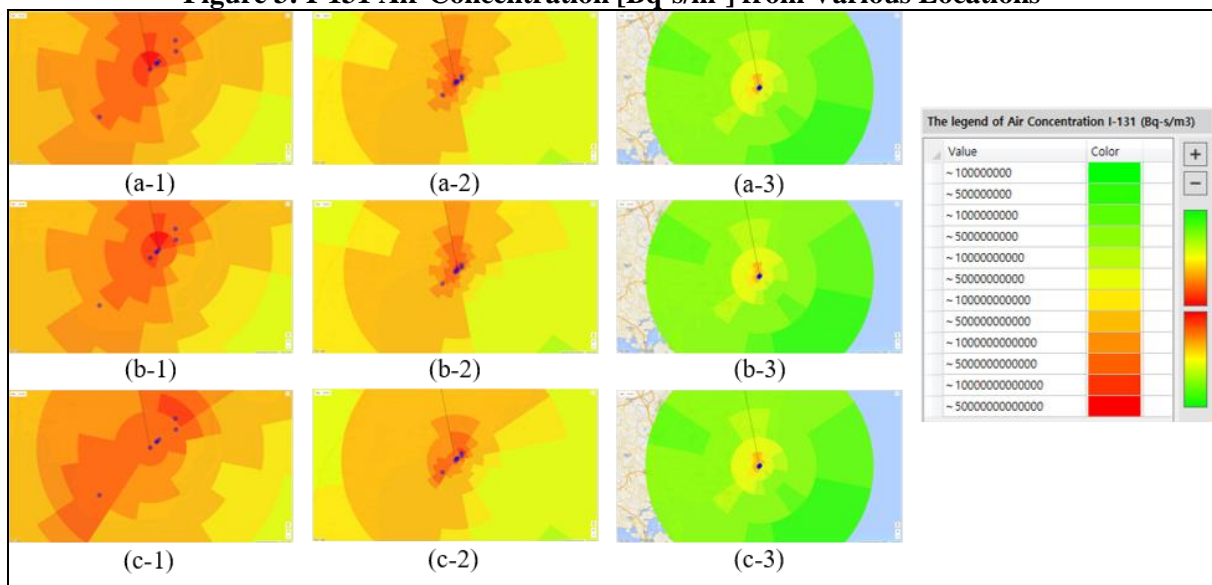 Figure 3. I-131 Air Concentration [Bq-s/m³] from Various Locations
(a-1) (a-2) (a-3)
(b-1) (b-2) (b-3)
(c-1) (c-2) (c-3)
The legend of Air Concentration I-131 (Bq-s/m3)
Value Color
~ 100000000
~ 500000000
~ 1000000000
~ 5000000000
~ 10000000000
~ 50000000000
~ 100000000000
~ 500000000000
~ 1000000000000
~ 5000000000000
~ 10000000000000
~ 50000000000000